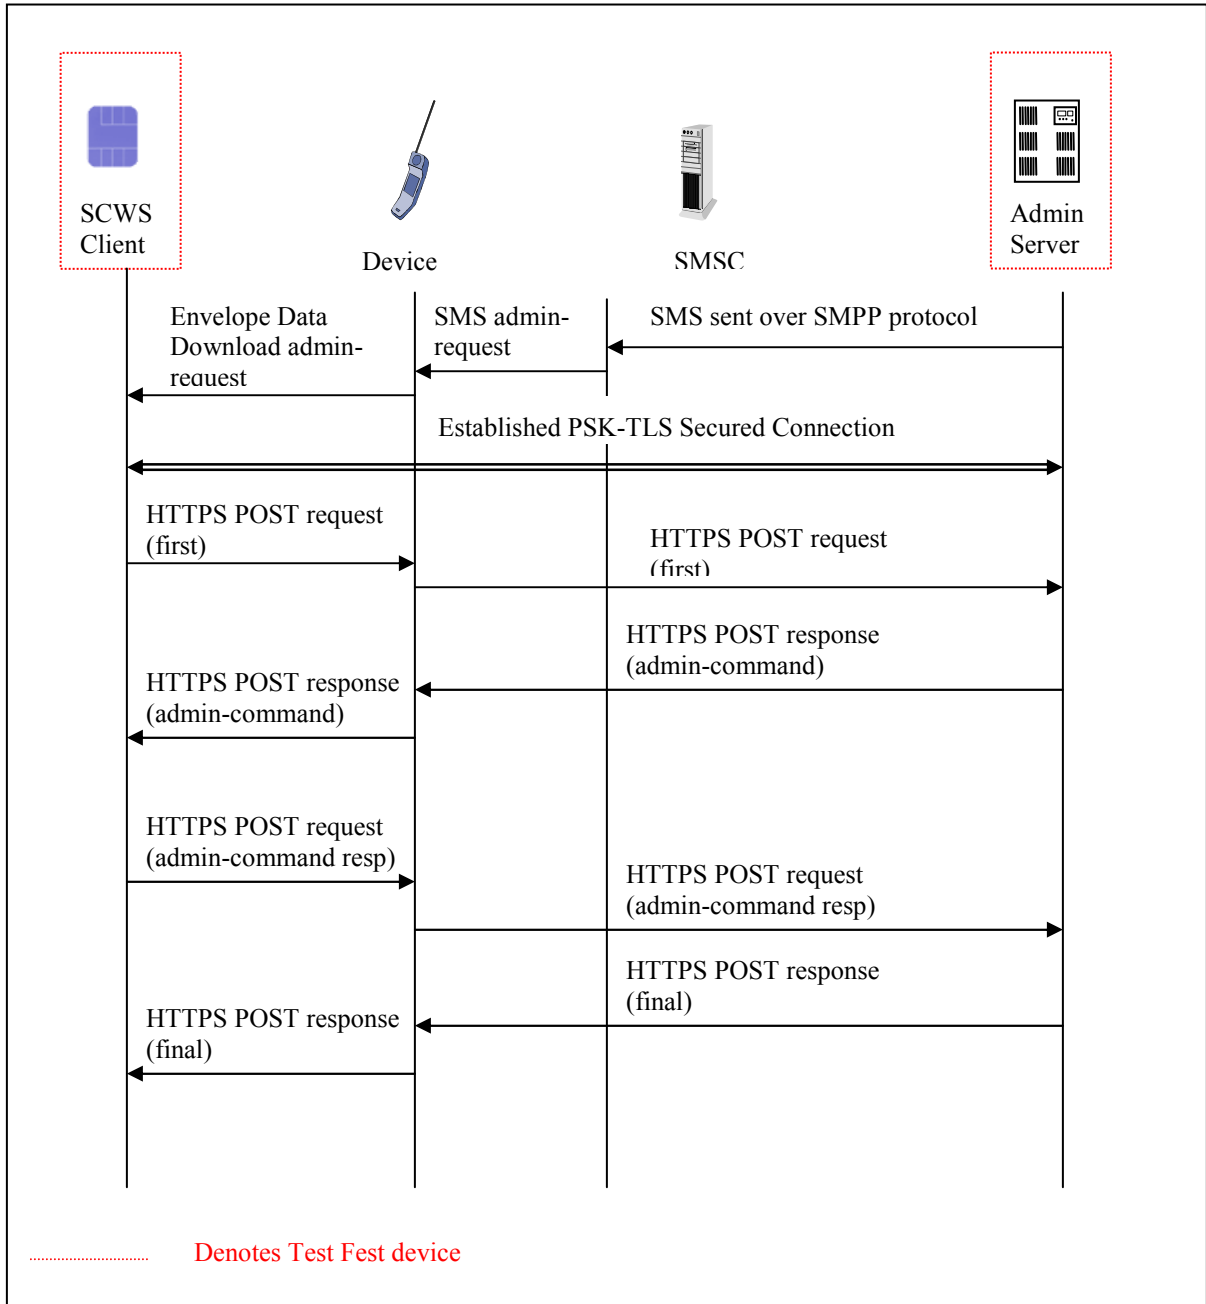 SCWS
Client
Device
SMSC
Admin
Server
Envelope Data
Download admin-
request
SMS admin-
request
SMS sent over SMPP protocol
Established PSK-TLS Secured Connection
HTTPS POST request
(first)
HTTPS POST request
(first)
HTTPS POST response
(admin-command)
HTTPS POST response
(admin-command)
HTTPS POST request
(admin-command resp)
HTTPS POST request
(admin-command resp)
HTTPS POST response
(final)
HTTPS POST response
(final)
Denotes Test Fest device